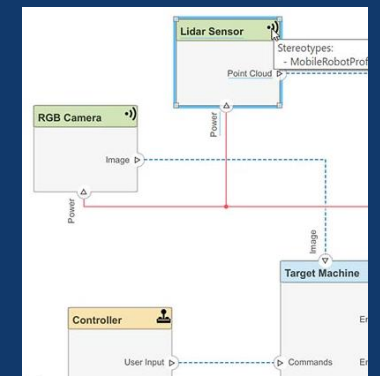 Lidar Sensor
Stereotypes:
- MobileRobotProf
Point Cloud
Power
RGB Camera
Image
Power
Image
Target Machine
Controller
User Input
Commands